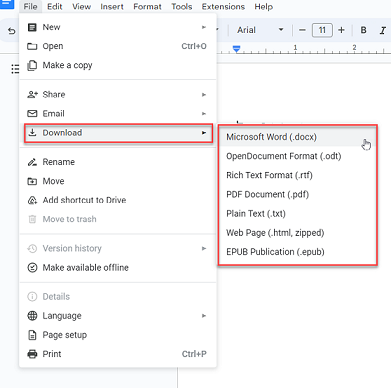 File Edit View Insert Format Tools Extensions Help
New
Arial
11
B I
Open Ctrl+O
Make a copy
1
Share
Email
Download
Microsoft Word (.docx)
OpenDocument Format (.odt)
Rich Text Format (.rtf)
PDF Document (.pdf)
Plain Text (.txt)
Web Page (.html, zipped)
EPUB Publication (.epub)
Rename
Move
Add shortcut to Drive
Move to trash
Version history
Make available offline
Details
Language
Page setup
Print Ctrl+P